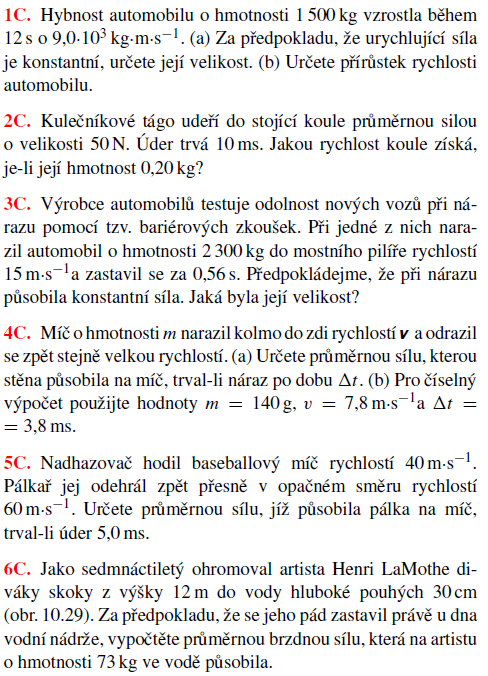 1C. Hybnost automobilu o hmotnosti 1 500 kg vzrostla během
12 s o 9,0·10³ kg·m·s⁻¹. (a) Za předpokladu, že urychlující síla
je konstantní, určete její velikost. (b) Určete přírůstek rychlosti
automobilu.
2C. Kulečníkové tágo udeří do stojící koule průměrnou silou
o velikosti 50 N. Úder trvá 10 ms. Jakou rychlost koule získá,
je-li její hmotnost 0,20 kg?
3C. Výrobce automobilů testuje odolnost nových vozů při ná-
razu pomocí tzv. bariérových zkoušek. Při jedné z nich nara-
zil automobil o hmotnosti 2 300 kg do mostního pilíře rychlostí
15 m·s⁻¹a zastavil se za 0,56 s. Předpokládejme, že při nárazu
působila konstantní síla. Jaká byla její velikost?
4C. Míč o hmotnosti m narazil kolmo do zdi rychlostí v a odrazil
se zpět stejně velkou rychlostí. (a) Určete průměrnou sílu, kterou
stěna působila na míč, trval-li náraz po dobu Δt. (b) Pro číselný
výpočet použijte hodnoty m = 140 g, v = 7,8 m·s⁻¹a Δt =
= 3,8 ms.
5C. Nadhazovač hodil baseballový míč rychlostí 40 m·s⁻¹.
Pálkař jej odehrál zpět přesně v opačném směru rychlostí
60 m·s⁻¹. Určete průměrnou sílu, jíž působila pálka na míč,
trval-li úder 5,0 ms.
6C. Jako sedmnáctiletý ohromoval artista Henri LaMothe di-
váky skoky z výšky 12 m do vody hluboké pouhých 30 cm
(obr. 10.29). Za předpokladu, že se jeho pád zastavil právě u dna
vodní nádrže, vypočtěte průměrnou brzdnou sílu, která na artistu
o hmotnosti 73 kg ve vodě působila.